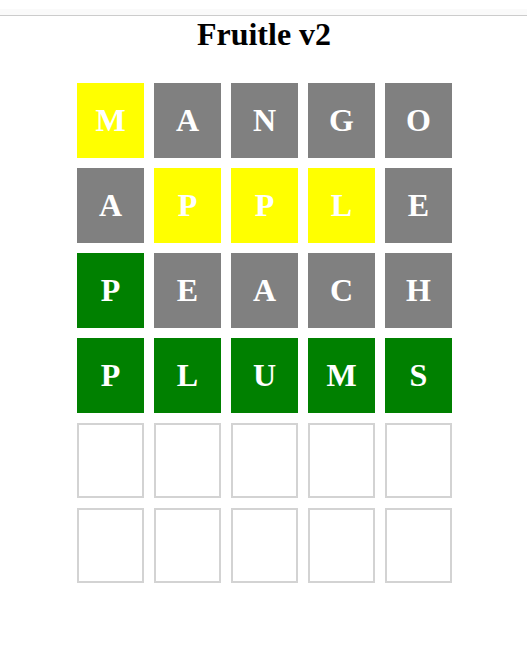 Fruitle v2
M A N G O
A P P L E
P E A C H
P L U M S